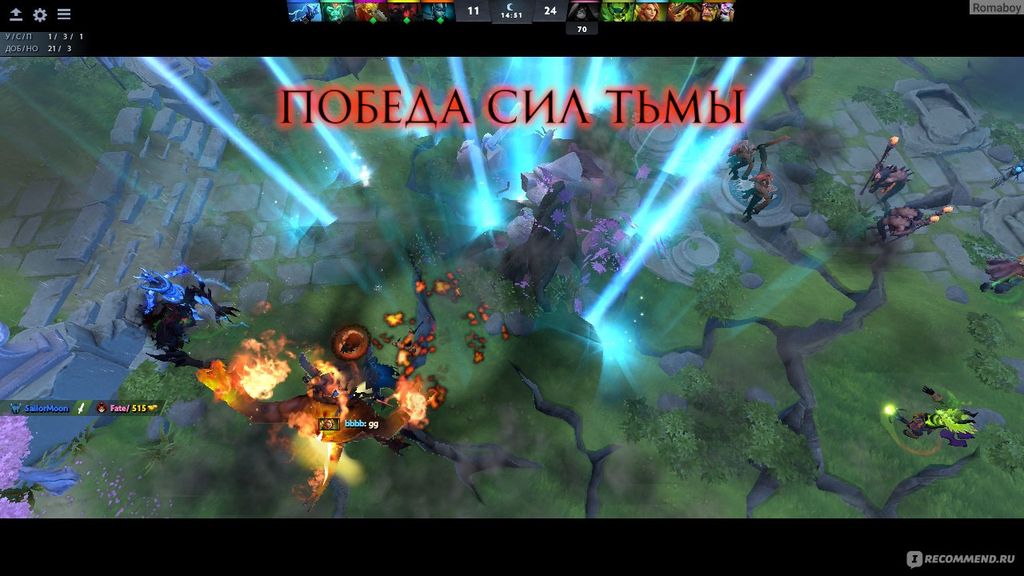 11
14:51
24
70
Romaboy
У/С/П 1/ 3/ 1
ДОБ/НО 21/ 3
ПОБЕДА СИЛ ТЬМЫ
SailorMoon Fate/ 515
bbbb: gg
IRECOMMEND.RU